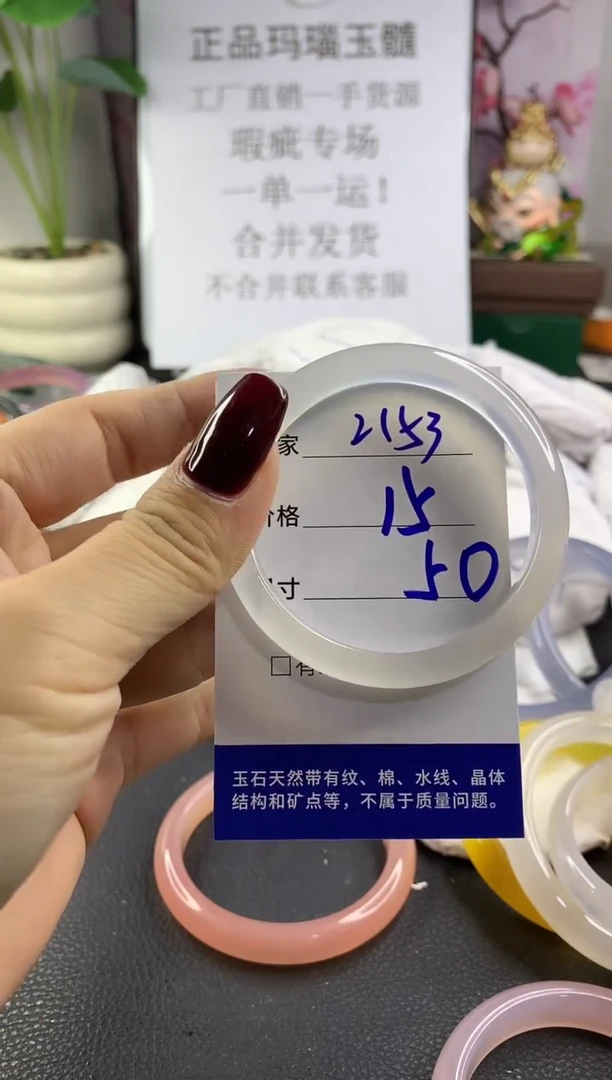 正品玛瑙玉髓
工厂直销一手货源
瑕疵专场
一单一运！
合并发货
不合并联系客服
家 2153
价格 15
寸 50
□有
玉石天然带有纹、棉、水线、晶体
结构和矿点等，不属于质量问题。